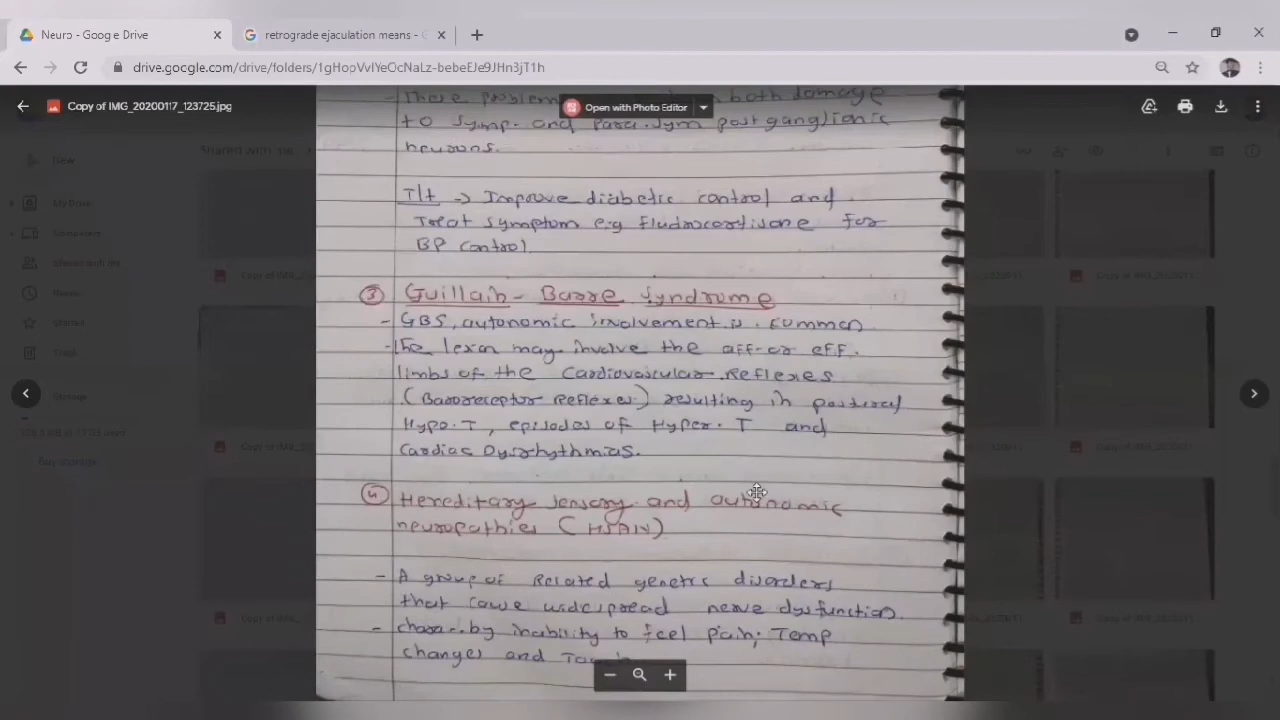 Neuro - Google Drive
retrograde ejaculation means - G
drive.google.com/drive/folders/1gHopVvIYeOcNaLz-bebeEJe9JHn3jT1h
Copy of IMG_20200117_123725.jpg
Open with Photo Editor
both damage
to symp. and Para.sym postganglionic
neurons.
T/t -> Improve diabetic control and
Treat symptom e.g fludrocortisone for
BP control
3 Guillain - Barre Syndrome
- GBS, autonomic involvement is common
- The lesion may involve the aff. or eff.
limbs of the Cardiovascular Reflexes
(Baroreceptor Reflexes) resulting in postural
Hypo.T, episodes of Hyper.T and
Cardiac Dysrhythmias.
4 Hereditary sensory and autonomic
neuropathies (HSAN)
- A group of Related genetic disorders
that cause widespread nerve dysfunction.
- charac. by inability to feel pain; Temp
changes and Touch